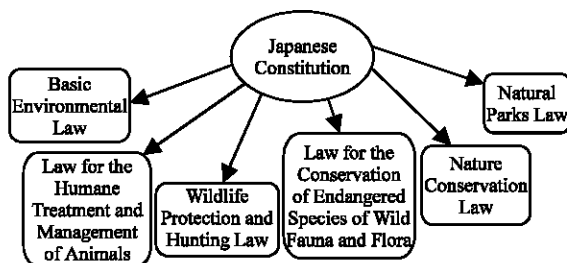 Japanese
Constitution
Basic
Environmental
Law
Law for the
Humane
Treatment and
Management
of Animals
Wildlife
Protection and
Hunting Law
Law for the
Conservation
of Endangered
Species of Wild
Fauna and Flora
Nature
Conservation
Law
Natural
Parks Law